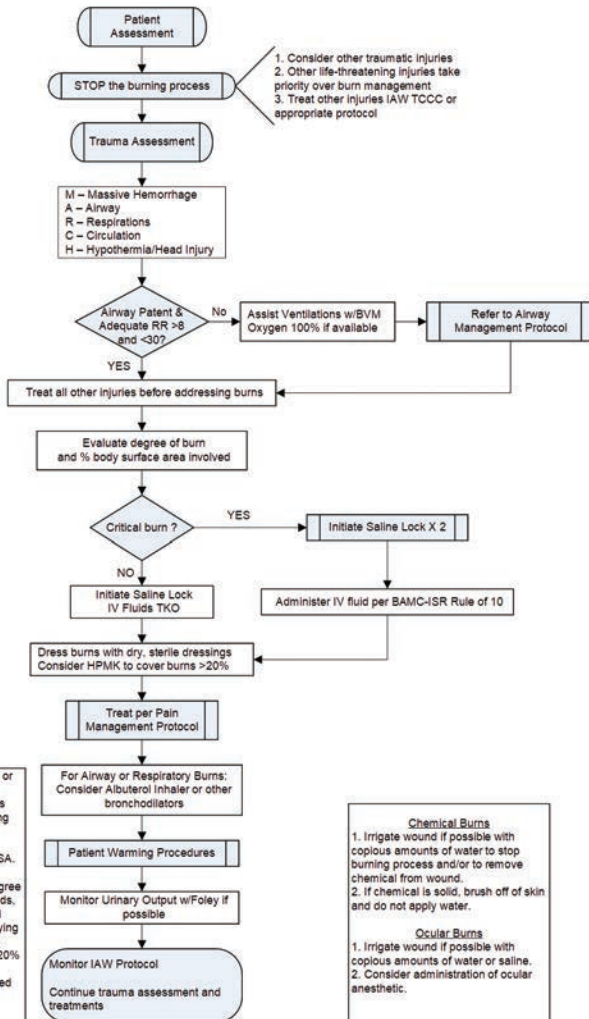 Patient
Assessment
STOP the burning process
1. Consider other traumatic injuries
2. Other life-threatening injuries take
priority over burn management
3. Treat other injuries IAW TCCC or
appropriate protocol
Trauma Assessment
M – Massive Hemorrhage
A – Airway
R – Respirations
C – Circulation
H – Hypothermia/Head Injury
Airway Patent &
Adequate RR >8
and <30?
No
Assist Ventilations w/BVM
Oxygen 100% if available
Refer to Airway
Management Protocol
YES
Treat all other injuries before addressing burns
Evaluate degree of burn
and % body surface area involved
Critical burn ?
YES
Initiate Saline Lock X 2
NO
Initiate Saline Lock
IV Fluids TKO
Administer IV fluid per BAMC-ISR Rule of 10
Dress burns with dry, sterile dressings
Consider HPMK to cover burns >20%
Treat per Pain
Management Protocol
For Airway or Respiratory Burns:
Consider Albuterol Inhaler or other
bronchodilators
Patient Warming Procedures
Monitor Urinary Output w/Foley if
possible
Monitor IAW Protocol
Continue trauma assessment and
treatments
or
20%
Chemical Burns
1. Irrigate wound if possible with
copious amounts of water to stop
burning process and/or to remove
chemical from wound.
2. If chemical is solid, brush off of skin
and do not apply water.
Ocular Burns
1. Irrigate wound if possible with
copious amounts of water or saline.
2. Consider administration of ocular
anesthetic.